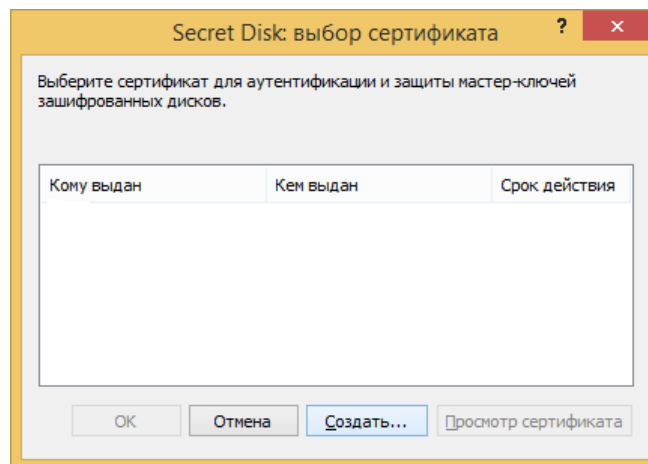 Secret Disk: выбор сертификата ? ×
Выберите сертификат для аутентификации и защиты мастер-ключей
зашифрованных дисков.
Кому выдан Кем выдан Срок действия
OK Отмена Создать... Просмотр сертификата